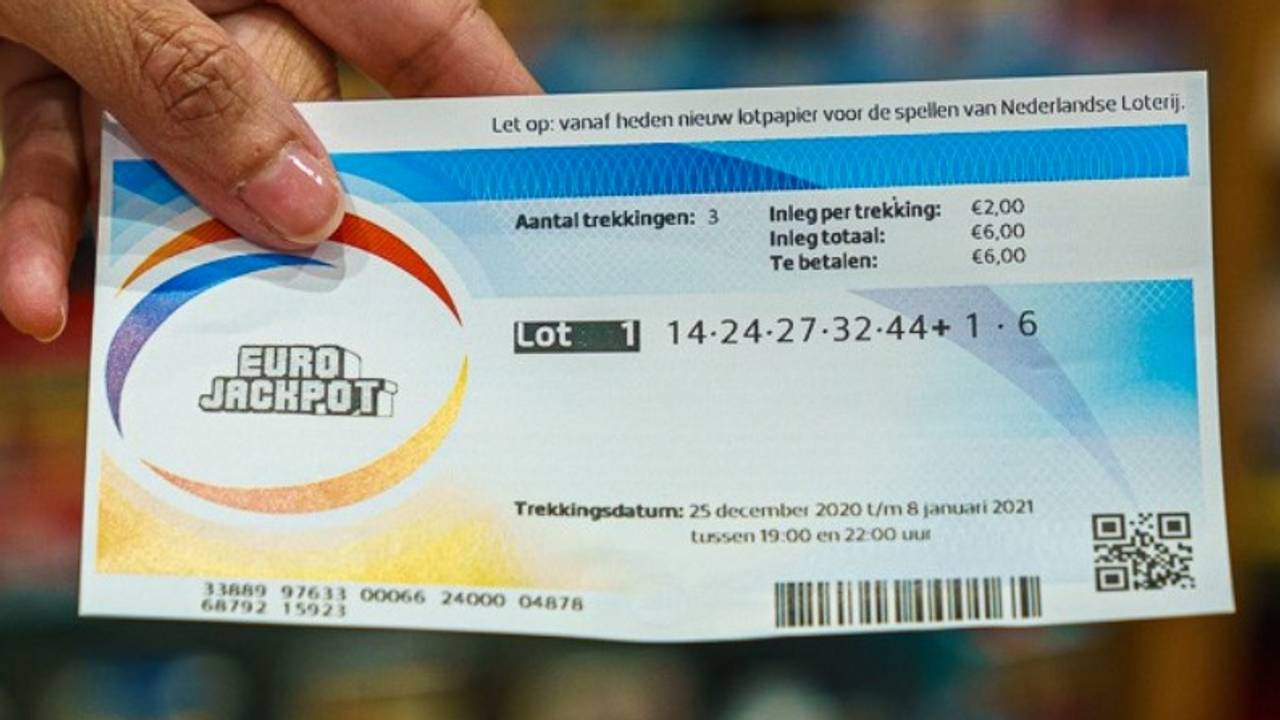 Let op: vanaf heden nieuw lotpapier voor de spellen van Nederlandse Loterij.
Aantal trekkingen: 3
Inleg per trekking: €2,00
Inleg totaal: €6,00
Te betalen: €6,00
Lot 1 14·24·27·32·44+ 1 · 6
EURO
JACKPOT
Trekkingsdatum: 25 december 2020 t/m 8 januari 2021
tussen 19:00 en 22:00 uur
33889 97633 00066 24000 04878
68792 15923